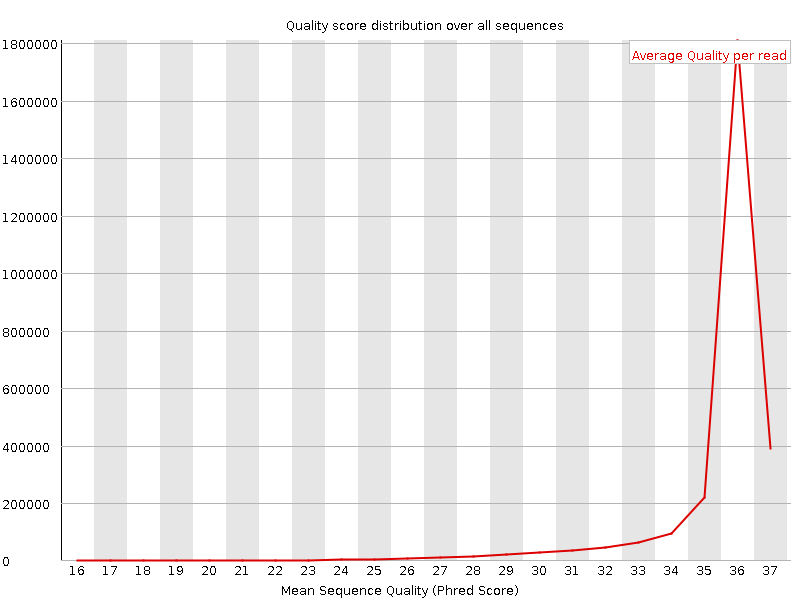 Quality score distribution over all sequences
Average Quality per read
1800000
1600000
1400000
1200000
1000000
800000
600000
400000
200000
0
16 17 18 19 20 21 22 23 24 25 26 27 28 29 30 31 32 33 34 35 36 37
Mean Sequence Quality (Phred Score)